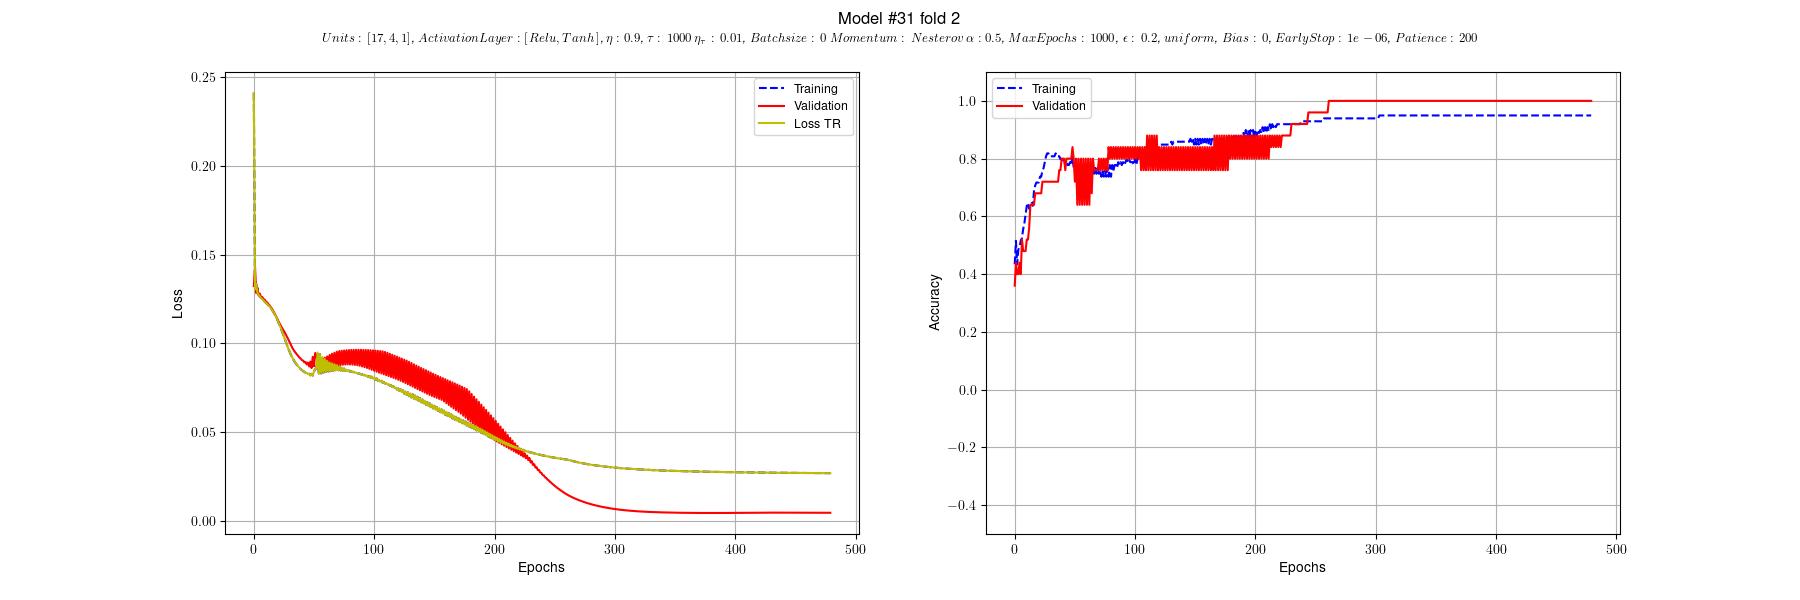 Model #31 fold 2
Units : [17, 4, 1], ActivationLayer : [Relu, Tanh], η : 0.9, τ : 1000 η_τ : 0.01, Batchsize : 0 Momentum : Nesterov α : 0.5, MaxEpochs : 1000, ϵ : 0.2, uniform, Bias : 0, EarlyStop : 1e − 06, Patience : 200
0.25
0.20
0.15
0.10
0.05
0.00
Loss
0 100 200 300 400 500
Epochs
Training
Validation
Loss TR
1.0
0.8
0.6
0.4
0.2
0.0
−0.2
−0.4
Accuracy
0 100 200 300 400 500
Epochs
Training
Validation